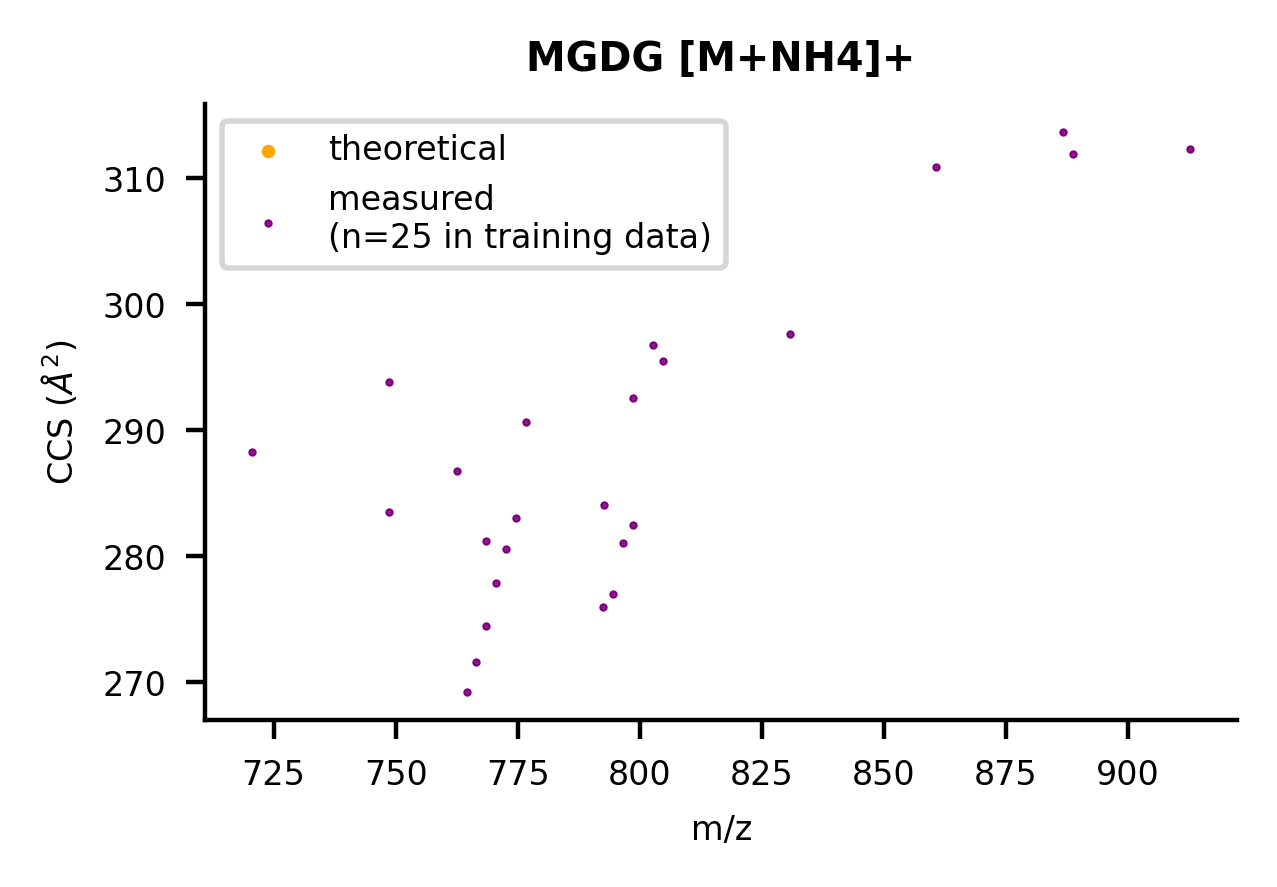 MGDG [M+NH4]+
theoretical
measured
(n=25 in training data)
310
300
290
280
270
CCS (Å²)
725 750 775 800 825 850 875 900
m/z